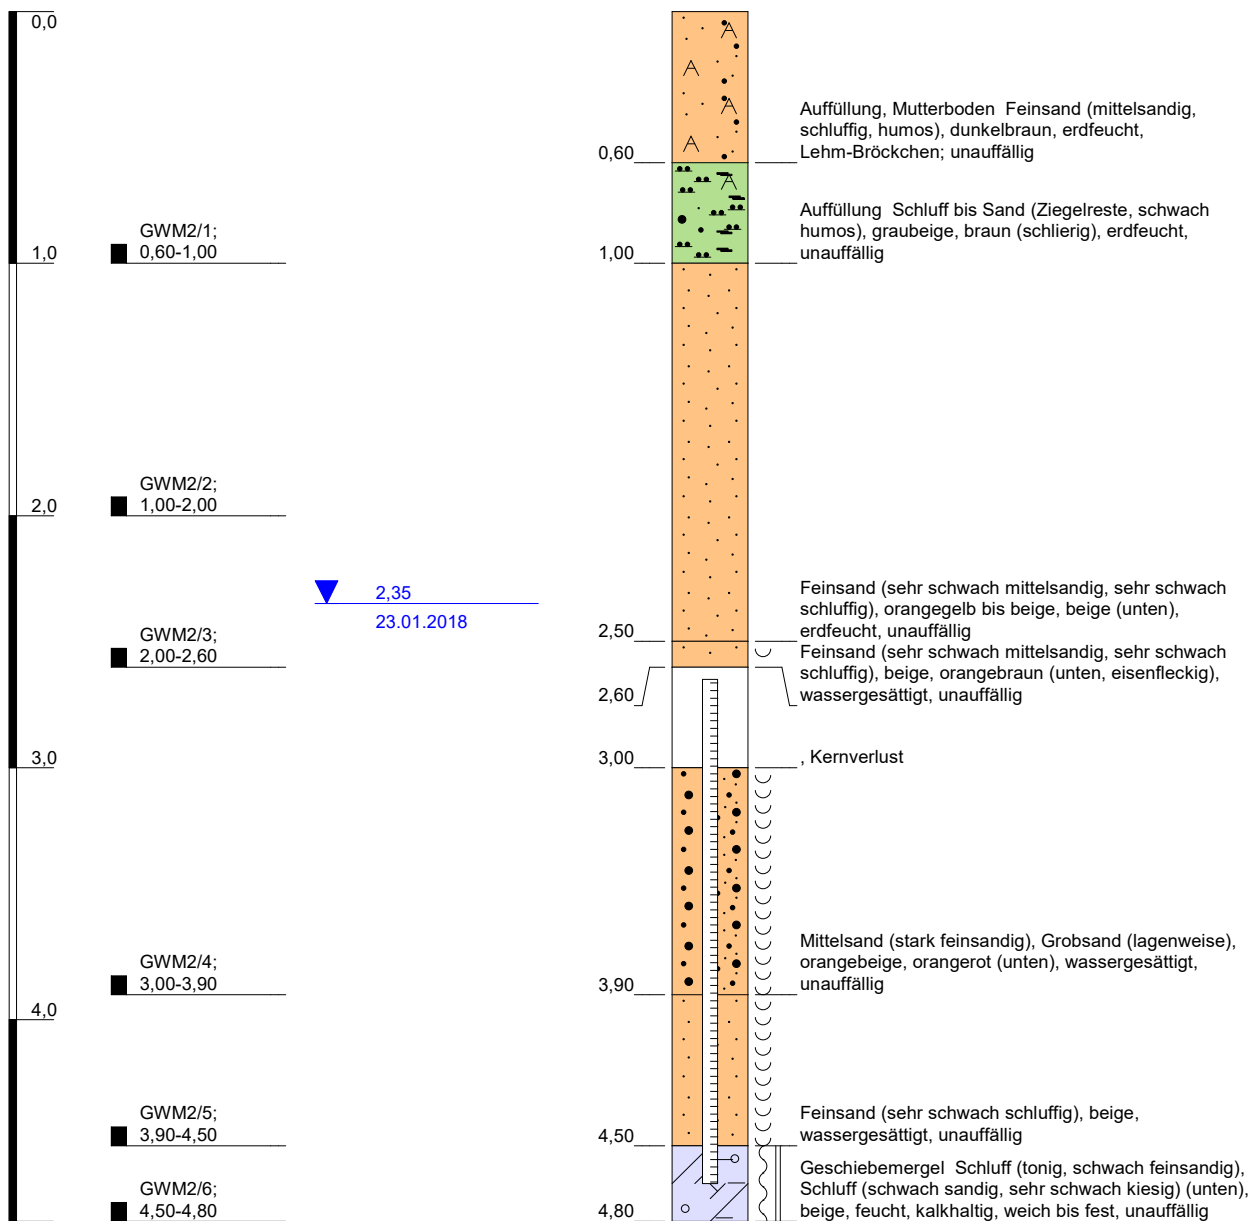 0,0
Auffüllung, Mutterboden Feinsand (mittelsandig,
schluffig, humos), dunkelbraun, erdfeucht,
Lehm-Bröckchen; unauffällig
0,60
Auffüllung Schluff bis Sand (Ziegelreste, schwach
humos), graubeige, braun (schlierig), erdfeucht,
unauffällig
GWM2/1;
0,60-1,00
1,0
1,00
GWM2/2;
1,00-2,00
2,0
2,35
23.01.2018
Feinsand (sehr schwach mittelsandig, sehr schwach
schluffig), orangegelb bis beige, beige (unten),
erdfeucht, unauffällig
2,50
GWM2/3;
2,00-2,60
Feinsand (sehr schwach mittelsandig, sehr schwach
schluffig), beige, orangebraun (unten, eisenfleckig),
wassergesättigt, unauffällig
2,60
3,0
3,00
, Kernverlust
Mittelsand (stark feinsandig), Grobsand (lagenweise),
orangebeige, orangerot (unten), wassergesättigt,
unauffällig
GWM2/4;
3,00-3,90
3,90
4,0
GWM2/5;
3,90-4,50
Feinsand (sehr schwach schluffig), beige,
wassergesättigt, unauffällig
4,50
Geschiebemergel Schluff (tonig, schwach feinsandig),
Schluff (schwach sandig, sehr schwach kiesig) (unten),
beige, feucht, kalkhaltig, weich bis fest, unauffällig
GWM2/6;
4,50-4,80
4,80